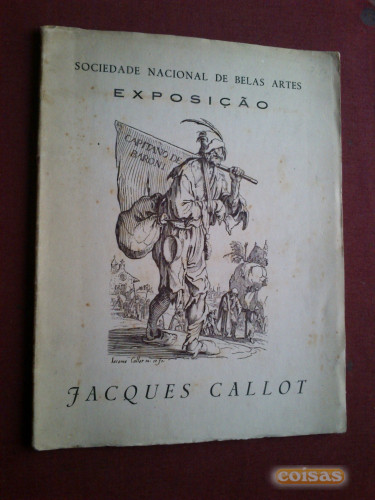 SOCIEDADE NACIONAL DE BELAS ARTES
EXPOSIÇÃO
CAPITANO DE
BARONI
JACQUES CALLOT
coisas